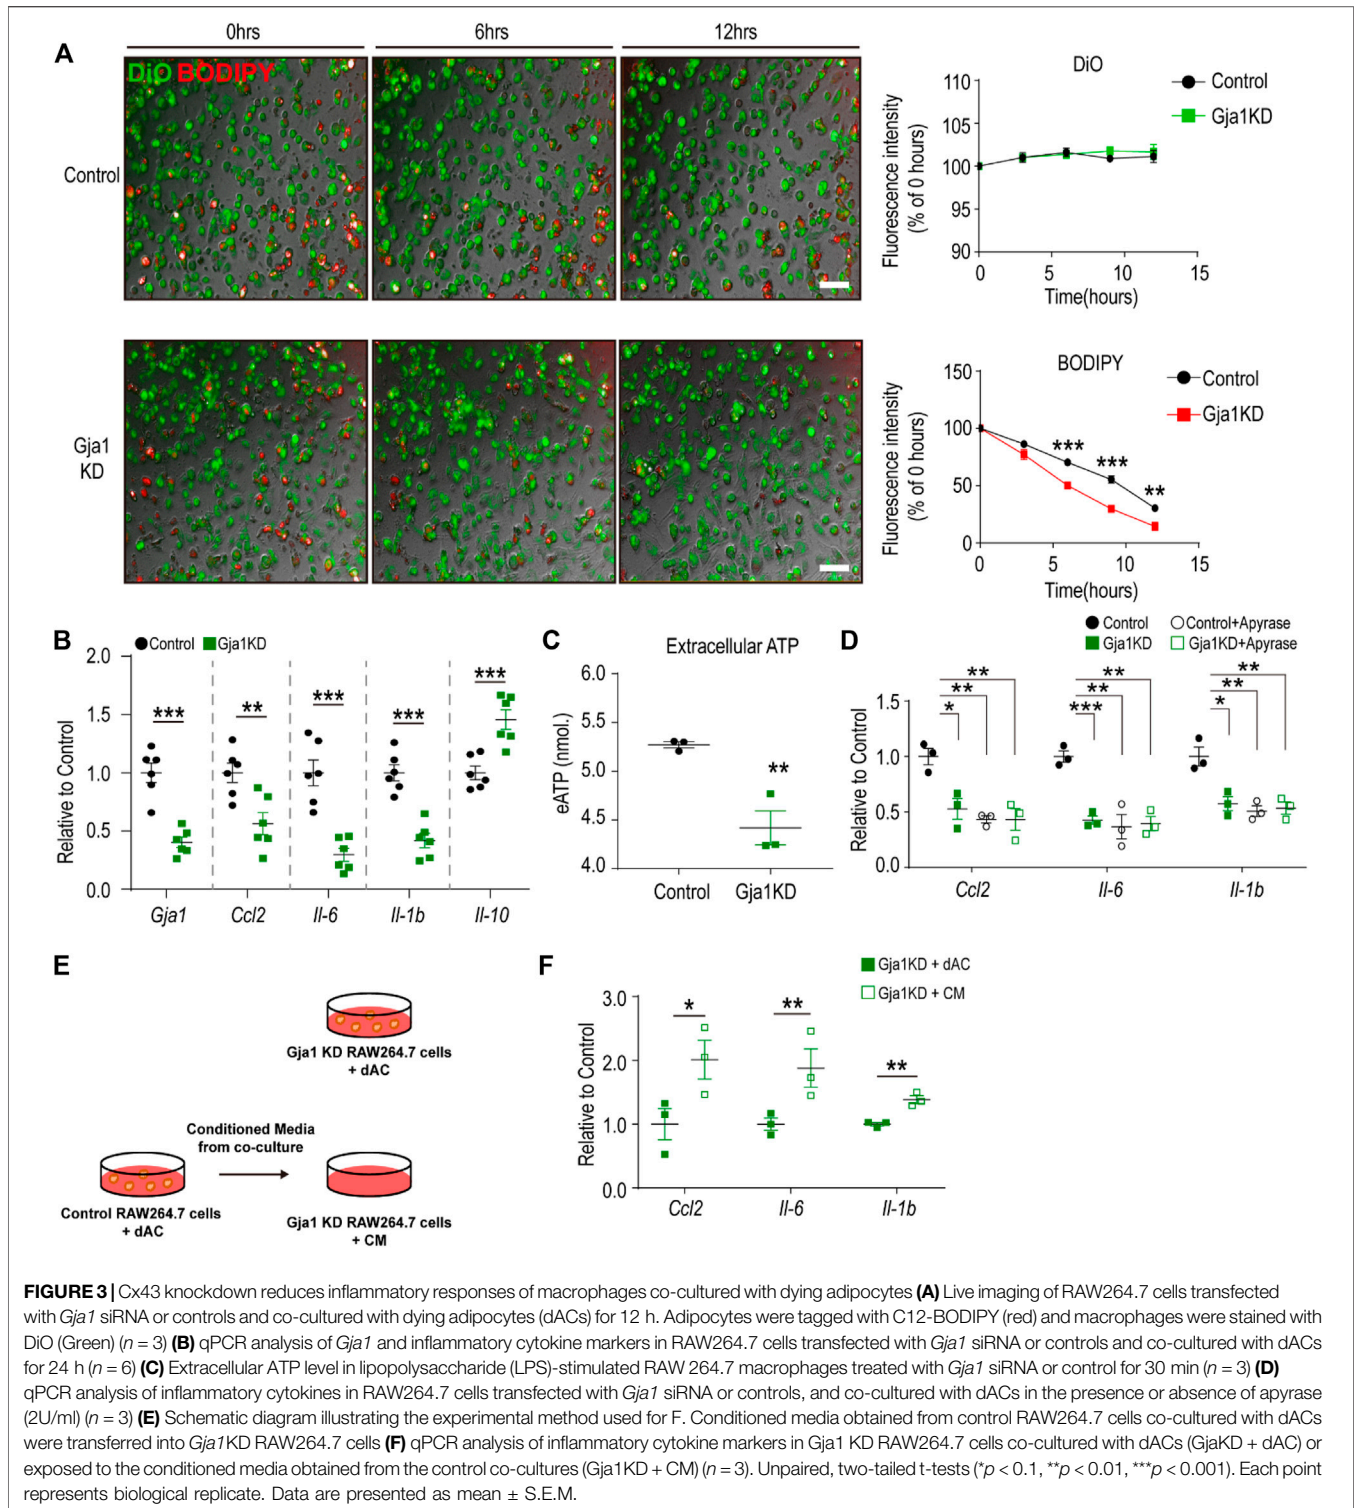 A
0hrs
6hrs
12hrs
DiO BODIPY
Control
Gja1
KD
DiO
Control
Gja1KD
Fluorescence intensity
(% of 0 hours)
110
105
100
95
90
0
5
10
15
Time(hours)
BODIPY
Control
Gja1KD
Fluorescence intensity
(% of 0 hours)
150
100
50
0
***
***
**
0
5
10
15
Time(hours)
B
Control
Gja1KD
Relative to Control
2.0
1.5
1.0
0.5
0.0
***
**
***
***
***
Gja1
Ccl2
Il-6
Il-1b
Il-10
C
Extracellular ATP
eATP (nmol.)
6.0
5.5
5.0
4.5
4.0
**
Control
Gja1KD
D
Control
Control+Apyrase
Gja1KD
Gja1KD+Apyrase
Relative to Control
1.5
1.0
0.5
0.0
**
**
*
**
**
***
**
**
*
Ccl2
Il-6
Il-1b
E
Gja1 KD RAW264.7 cells
+ dAC
Conditioned Media
from co-culture
Control RAW264.7 cells
+ dAC
Gja1 KD RAW264.7 cells
+ CM
F
Gja1KD + dAC
Gja1KD + CM
Relative to Control
3.0
2.0
1.0
0.0
*
**
**
Ccl2
Il-6
Il-1b
FIGURE 3 | Cx43 knockdown reduces inflammatory responses of macrophages co-cultured with dying adipocytes (A) Live imaging of RAW264.7 cells transfected
with Gja1 siRNA or controls and co-cultured with dying adipocytes (dACs) for 12 h. Adipocytes were tagged with C12-BODIPY (red) and macrophages were stained with
DiO (Green) (n = 3) (B) qPCR analysis of Gja1 and inflammatory cytokine markers in RAW264.7 cells transfected with Gja1 siRNA or controls and co-cultured with dACs
for 24 h (n = 6) (C) Extracellular ATP level in lipopolysaccharide (LPS)-stimulated RAW 264.7 macrophages treated with Gja1 siRNA or control for 30 min (n = 3) (D)
qPCR analysis of inflammatory cytokines in RAW264.7 cells transfected with Gja1 siRNA or controls, and co-cultured with dACs in the presence or absence of apyrase
(2U/ml) (n = 3) (E) Schematic diagram illustrating the experimental method used for F. Conditioned media obtained from control RAW264.7 cells co-cultured with dACs
were transferred into Gja1KD RAW264.7 cells (F) qPCR analysis of inflammatory cytokine markers in Gja1 KD RAW264.7 cells co-cultured with dACs (GjaKD + dAC) or
exposed to the conditioned media obtained from the control co-cultures (Gja1KD + CM) (n = 3). Unpaired, two-tailed t-tests (*p < 0.1, **p < 0.01, ***p < 0.001). Each point
represents biological replicate. Data are presented as mean ± S.E.M.